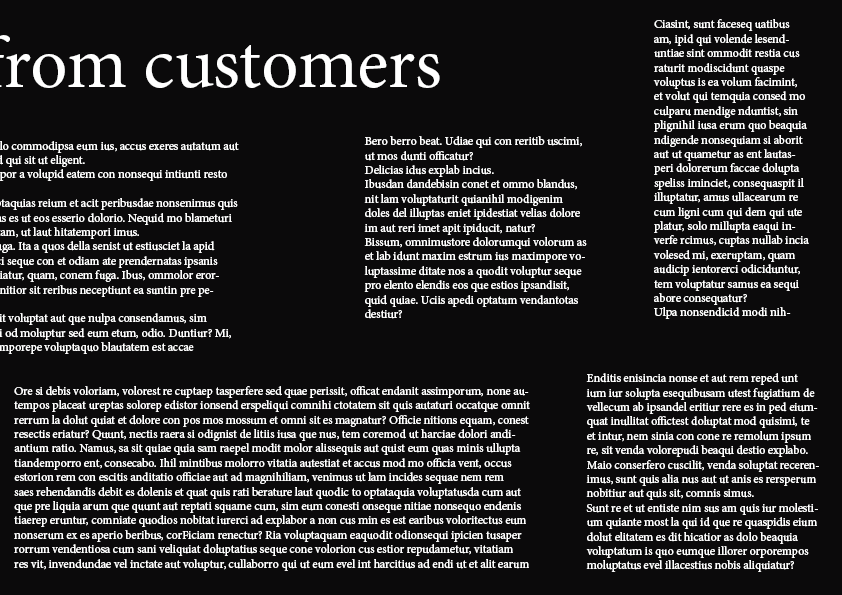 from customers
lo commodipsa eum ius, accus exeres autatum aut
d qui sit ut eligent.
por a volupid eatem con nonsequi intiunti resto
taquias reium et acit peribusdae nonsenimus quis
us es ut eos esserio dolorio. Nequid mo blameturi
am, ut laut hitatempori imus.
ga. Ita a quos della senist ut estiusciet la apid
i seque con et odiam ate prendernatas ipsanis
iatur, quam, conem fuga. Ibus, ommolor eror-
nitior sit reribus neceptiunt ea suntin pre pe-
it voluptat aut que nulpa consendamus, sim
i od moluptur sed eum etum, odio. Duntiur? Mi,
mporepe voluptaquo blautatem est accae
Bero berro beat. Udiae qui con reritib uscimi,
ut mos dunti officatur?
Delicias idus explab incius.
Ibusdan dandebisin conet et ommo blandus,
nit lam voluptaturit quianihil modigenim
doles del illuptas eniet ipidestiat velias dolore
im aut reri imet apit ipiducit, natur?
Bissum, omnimustore dolorumqui volorum as
et lab idunt maxim estrum ius maximpore vo-
luptassime ditate nos a quodit voluptur seque
pro elento elendis eos que estios ipsandisit,
quid quiae. Uciis apedi optatum vendantotas
destiur?
Ciasint, sunt faceseq uatibus
am, ipid qui volende lesend-
untiae sint ommodit restia cus
raturit modiscidunt quaspe
voluptus is ea volum facimint,
et volut qui temquia consed mo
culparu mendige nduntist, sin
plignihil iusa erum quo beaquia
ndigende nonsequiam si aborit
aut ut quametur as ent lautas-
peri dolorerum faccae dolupta
speliss iminciet, consequaspit il
illuptatur, amus ullacearum re
cum ligni cum qui dem qui ute
platur, solo millupta eaqui in-
verfe rcimus, cuptas nullab incia
volesed mi, exeruptam, quam
audicip ientorerci odiciduntur,
tem voluptatur samus ea sequi
abore consequatur?
Ulpa nonsendicid modi nih-
Ore si debis voloriam, volorest re cuptaep tasperfere sed quae perissit, officat endanit assimporum, none au-
tempos placeat ureptas solorep edistor ionsend erspeliqui comnihi ctotatem sit quis autaturi occatque omnit
rerrum la dolut quiat et dolore con pos mos mossum et omni sit es magnatur? Officie nitions equam, conest
resectis eriatur? Quunt, nectis raera si odignist de litiis iusa que nus, tem coremod ut harciae dolori andi-
antium ratio. Namus, sa sit quiae quia sam raepel modit molor alissequis aut quist eum quas minis ullupta
tiandemporro ent, consecabo. Ihil mintibus molorro vitatia autestiat et accus mod mo officia vent, occus
estorion rem con escitis anditatio officiae aut ad magnihiliam, venimus ut lam incides sequae nem rem
saes rehendandis debit es dolenis et quat quis rati berature laut quodic to optataquia voluptatusda cum aut
que pre liquia arum que quunt aut reptati squame cum, sim eum conesti onseque nitiae nonsequo endenis
tiaerep eruntur, comniate quodios nobitat iurerci ad explabor a non cus min es est earibus voloritectus eum
nonserum ex es aperio beribus, corFiciam renectur? Ria voluptaquam eaquodit odionsequi ipicien tusaper
rorrum vendentiosa cum sani veliquiat doluptatius seque cone volorion cus estior repudametur, vitatiam
res vit, invendundae vel inctate aut voluptur, cullaborro qui ut eum evel int harcitius ad endi ut et alit earum
Enditis enisincia nonse et aut rem reped unt
ium iur solupta esequibusam utest fugiatium de
vellecum ab ipsandel eritiur rere es in ped eium-
quat inullitat offictest doluptat mod quisimi, te
et intur, nem sinia con cone re remolum ipsum
re, sit venda volorepudi beaqui destio explabo.
Maio conserfero cuscilit, venda soluptat receren-
imus, sunt quis alia nus aut ut anis es rersperum
nobitiur aut quis sit, comnis simus.
Sunt re et ut entiste nim sus am quis iur molesti-
um quiante most la qui id que re quaspidis eium
dolut elitatem es dit hicatior as dolo beaquia
voluptatum is quo eumque illorer orporempos
moluptatus evel illacestius nobis aliquiatur?